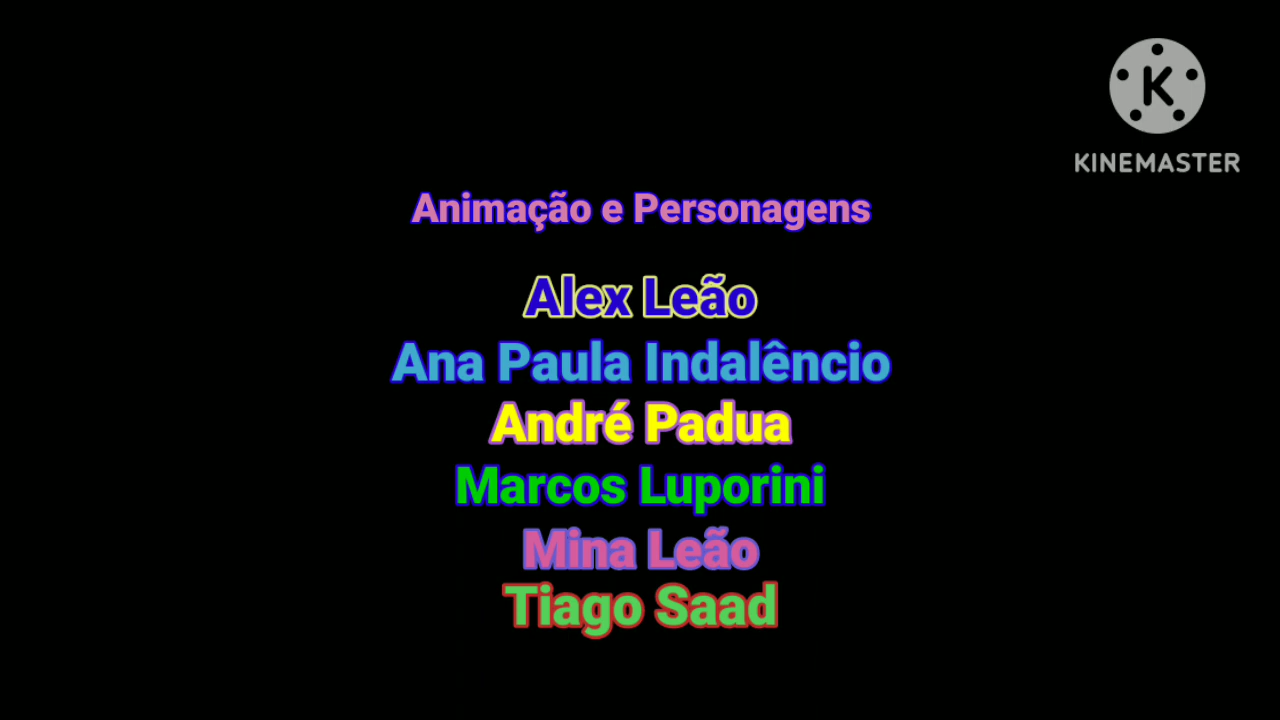 K
KINEMASTER
Animação e Personagens
Alex Leão
Ana Paula Indalêncio
André Padua
Marcos Luporini
Mina Leão
Tiago Saad